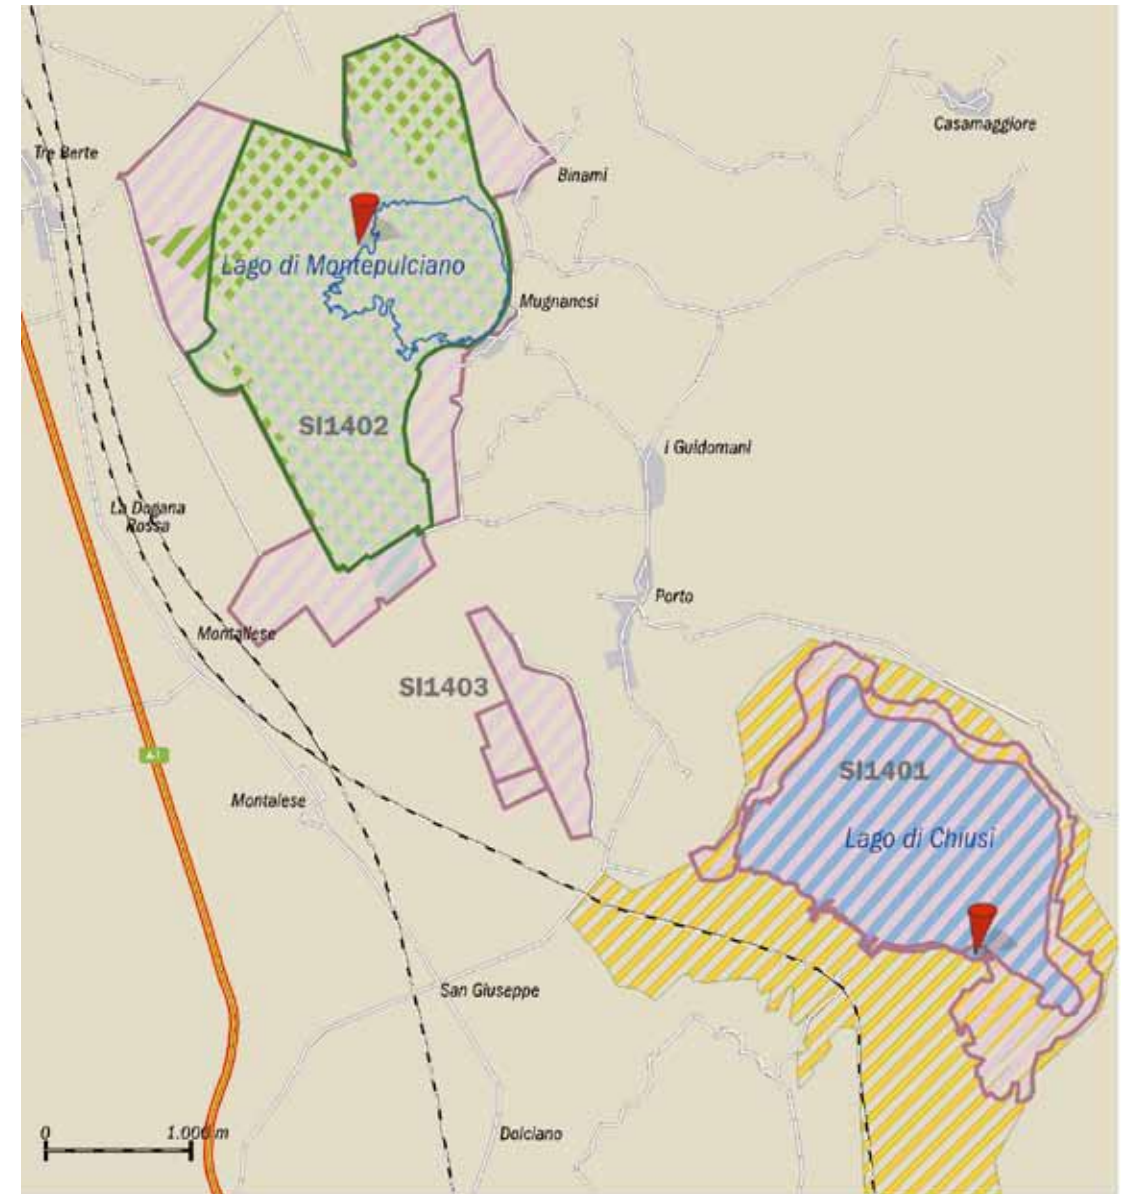 Casamaggiore
Tre Berte
Binami
Lago di Montepulciano
Mugnanesi
SI1402
i Guidomani
La Dogana
Rossa
Porto
Montallese
SI1403
A1
SI1401
Montalese
Lago di Chiusi
San Giuseppe
0 1.000 m
Dolciano